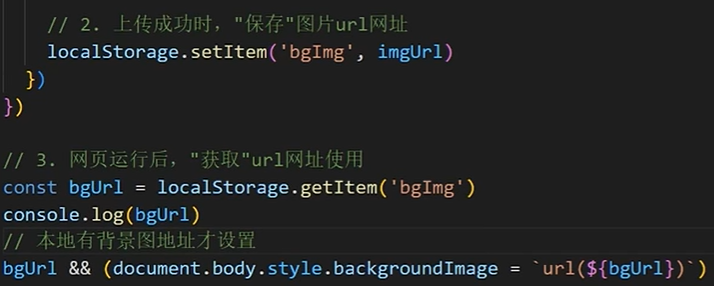 // 2. 上传成功时，"保存"图片url网址
localStorage.setItem('bgImg', imgUrl)
})
})
// 3. 网页运行后，"获取"url网址使用
const bgUrl = localStorage.getItem('bgImg')
console.log(bgUrl)
// 本地有背景图地址才设置
bgUrl && (document.body.style.backgroundImage = `url(${bgUrl})`)